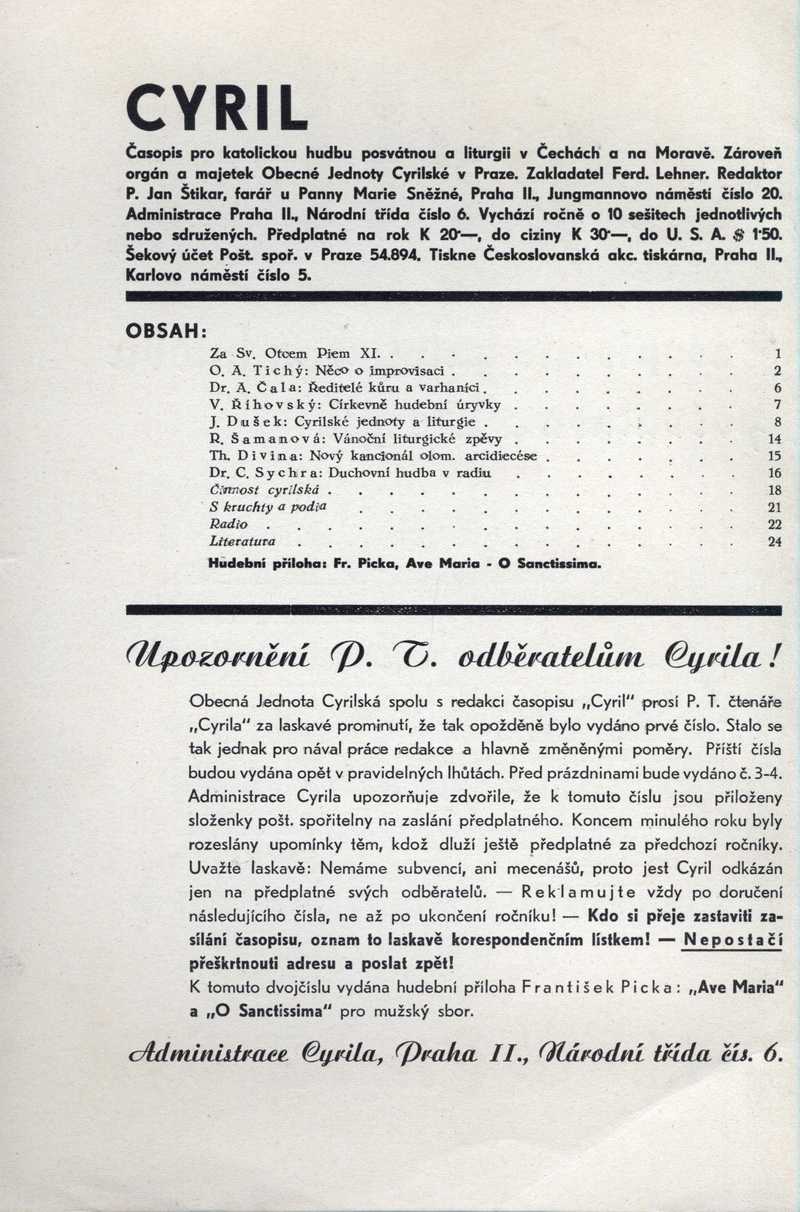 CYRIL
Časopis pro katolickou hudbu posvátnou a liturgii v Čechách a na Moravě. Zároveň
orgán a majetek Obecné Jednoty Cyrilské v Praze. Zakladatel Ferd. Lehner. Redaktor
P. Jan Štikar, farář u Panny Marie Sněžné, Praha II., Jungmannovo náměstí číslo 20.
Administrace Praha II., Národní třída číslo 6. Vychází ročně o 10 sešitech jednotlivých
nebo sdružených. Předplatné na rok K 20·—, do ciziny K 30·—, do U. S. A. $ 1·50.
Šekový účet Pošt. spoř. v Praze 54.894. Tiskne Československá akc. tiskárna, Praha II.,
Karlovo náměstí číslo 5.
OBSAH:
Za Sv. Otcem Piem XI. . . . . . . . . . . . 1
O. A. Tichý: Něco o improvisaci . . . . . . . . . . 2
Dr. A. Čala: Ředitelé kůru a varhaníci . . . . . . . . . 6
V. Říhovský: Církevně hudební úryvky . . . . . . . . 7
J. Dušek: Cyrilské jednoty a liturgie . . . . . . . . . 8
R. Šamanová: Vánoční liturgické zpěvy . . . . . . . . 14
Th. Divina: Nový kancionál olom. arcidiecése . . . . . . . 15
Dr. C. Sychra: Duchovní hudba v radiu . . . . . . . . 16
Činnost cyrilská . . . . . . . . . . . . . 18
S kruchty a podia . . . . . . . . . . . . 21
Radio . . . . . . . . . . . . . . . 22
Literatura . . . . . . . . . . . . . . 24
Hudební příloha: Fr. Picka, Ave Maria - O Sanctissima.
Upozornění P. T. odběratelům Cyrila!
Obecná Jednota Cyrilská spolu s redakci časopisu „Cyril“ prosí P. T. čtenáře
„Cyrila“ za laskavé prominutí, že tak opožděně bylo vydáno prvé číslo. Stalo se
tak jednak pro nával práce redakce a hlavně změněnými poměry. Příští čísla
budou vydána opět v pravidelných lhůtách. Před prázdninami bude vydáno č. 3-4.
Administrace Cyrila upozorňuje zdvořile, že k tomuto číslu jsou přiloženy
složenky pošt. spořitelny na zaslání předplatného. Koncem minulého roku byly
rozeslány upomínky těm, kdož dluží ještě předplatné za předchozí ročníky.
Uvažte laskavě: Nemáme subvencí, ani mecenášů, proto jest Cyril odkázán
jen na předplatné svých odběratelů. — Reklamujte vždy po doručení
následujícího čísla, ne až po ukončení ročníku! — Kdo si přeje zastaviti za-
sílání časopisu, oznam to laskavě korespondenčním lístkem! — Nepostačí
přeškrtnouti adresu a poslat zpět!
K tomuto dvojčíslu vydána hudební příloha František Picka: „Ave Maria“
a „O Sanctissima“ pro mužský sbor.
Administrace Cyrila, Praha II., Národní třída čís. 6.